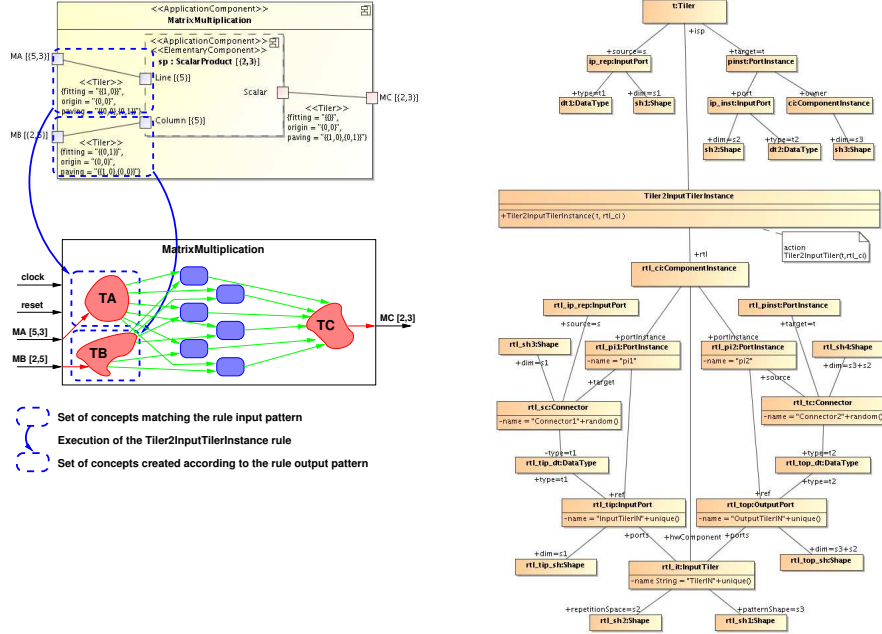 <<ApplicationComponent>>
MatrixMultiplication
MA [{5,3}]
<<ApplicationComponent>>
<<ElementaryComponent>>
sp : ScalarProduct [{2,3}]
Line [{5}]
<<Tiler>>
{fitting = "{{1,0}}",
origin = "{0,0}",
paving = "{{0,0},{0,1}}"}
Scalar
MC [{2,3}]
<<Tiler>>
{fitting = "{{}}",
origin = "{0,0}",
paving = "{{1,0},{0,1}}"}
Column [{5}]
MB [{2,5}]
<<Tiler>>
{fitting = "{{0,1}}",
origin = "{0,0}",
paving = "{{1,0},{0,0}}"}
MatrixMultiplication
clock
reset
MA [5,3]
MB [2,5]
TA
TB
TC
MC [2,3]
Set of concepts matching the rule input pattern
Execution of the Tiler2InputTilerInstance rule
Set of concepts created according to the rule output pattern
t:Tiler
+isp
+source=s
+target=t
ip_rep:InputPort
pinst:PortInstance
+type=t1
+dim=s1
+port
+owner
dt1:DataType
sh1:Shape
ip_inst:InputPort
ci:ComponentInstance
+dim=s2
+type=t2
+dim=s3
sh2:Shape
dt2:DataType
sh3:Shape
Tiler2InputTilerInstance
+Tiler2InputTilerInstance( t, rtl_ci )
action
Tiler2InputTiler(t,rtl_ci)
+rtl
rtl_ci:ComponentInstance
rtl_ip_rep:InputPort
rtl_pinst:PortInstance
+source=s
+target=t
+portInstance
+portInstance
rtl_sh3:Shape
rtl_pi1:PortInstance
-name = "pi1"
rtl_pi2:PortInstance
-name = "pi2"
rtl_sh4:Shape
+dim=s1
+dim=s3+s2
+target
+source
rtl_sc:Connector
-name = "Connector1"+random()
rtl_tc:Connector
-name = "Connector2"+random()
-type=t1
+type=t2
rtl_tip_dt:DataType
rtl_top_dt:DataType
+type=t1
+type=t2
+ref
+ref
rtl_tip:InputPort
-name = "InputTilerIN"+unique()
rtl_top:OutputPort
-name = "OutputTilerIN"+unique()
+ports
+hwComponent
+ports
+dim=s1
+dim=s3+s2
rtl_tip_sh:Shape
rtl_it:InputTiler
-name String = "TilerIN"+unique()
rtl_top_sh:Shape
+repetitionSpace=s2
+patternShape=s3
rtl_sh2:Shape
rtl_sh1:Shape